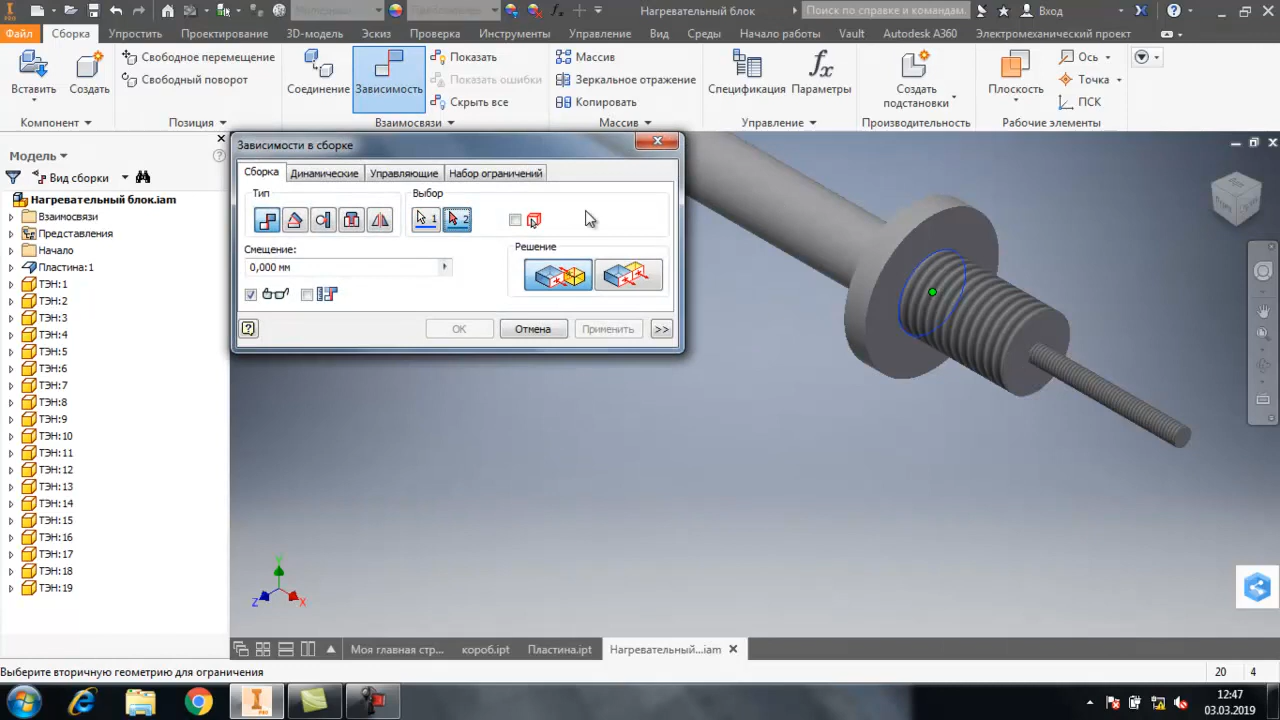 Нагревательный блок
Поиск по справке и командам.
Вход
Файл
Сборка
Упростить
Проектирование
3D-модель
Эскиз
Проверка
Инструменты
Управление
Вид
Среды
Начало работы
Vault
Autodesk A360
Электромеханический проект
Вставить
Создать
Компонент
Свободное перемещение
Свободный поворот
Позиция
Соединение
Зависимость
Показать
Показать ошибки
Скрыть все
Взаимосвязи
Массив
Зеркальное отражение
Копировать
Массив
Спецификация
Параметры
Управление
Создать
подстановки
Производительность
Плоскость
Ось
Точка
ПСК
Рабочие элементы
Модель
Вид сборки
Нагревательный блок.iam
Взаимосвязи
Представления
Начало
Пластина:1
ТЭН:1
ТЭН:2
ТЭН:3
ТЭН:4
ТЭН:5
ТЭН:6
ТЭН:7
ТЭН:8
ТЭН:9
ТЭН:10
ТЭН:11
ТЭН:12
ТЭН:13
ТЭН:14
ТЭН:15
ТЭН:16
ТЭН:17
ТЭН:18
ТЭН:19
Зависимости в сборке
Сборка
Динамические
Управляющие
Набор ограничений
Тип
Выбор
1
2
Смещение:
0,000 мм
Решение
OK
Отмена
Применить
>>
Y
Z
X
Моя главная стр...
короб.ipt
Пластина.ipt
Нагревательный...iam
Выберите вторичную геометрию для ограничения
20
4
12:47
03.03.2019